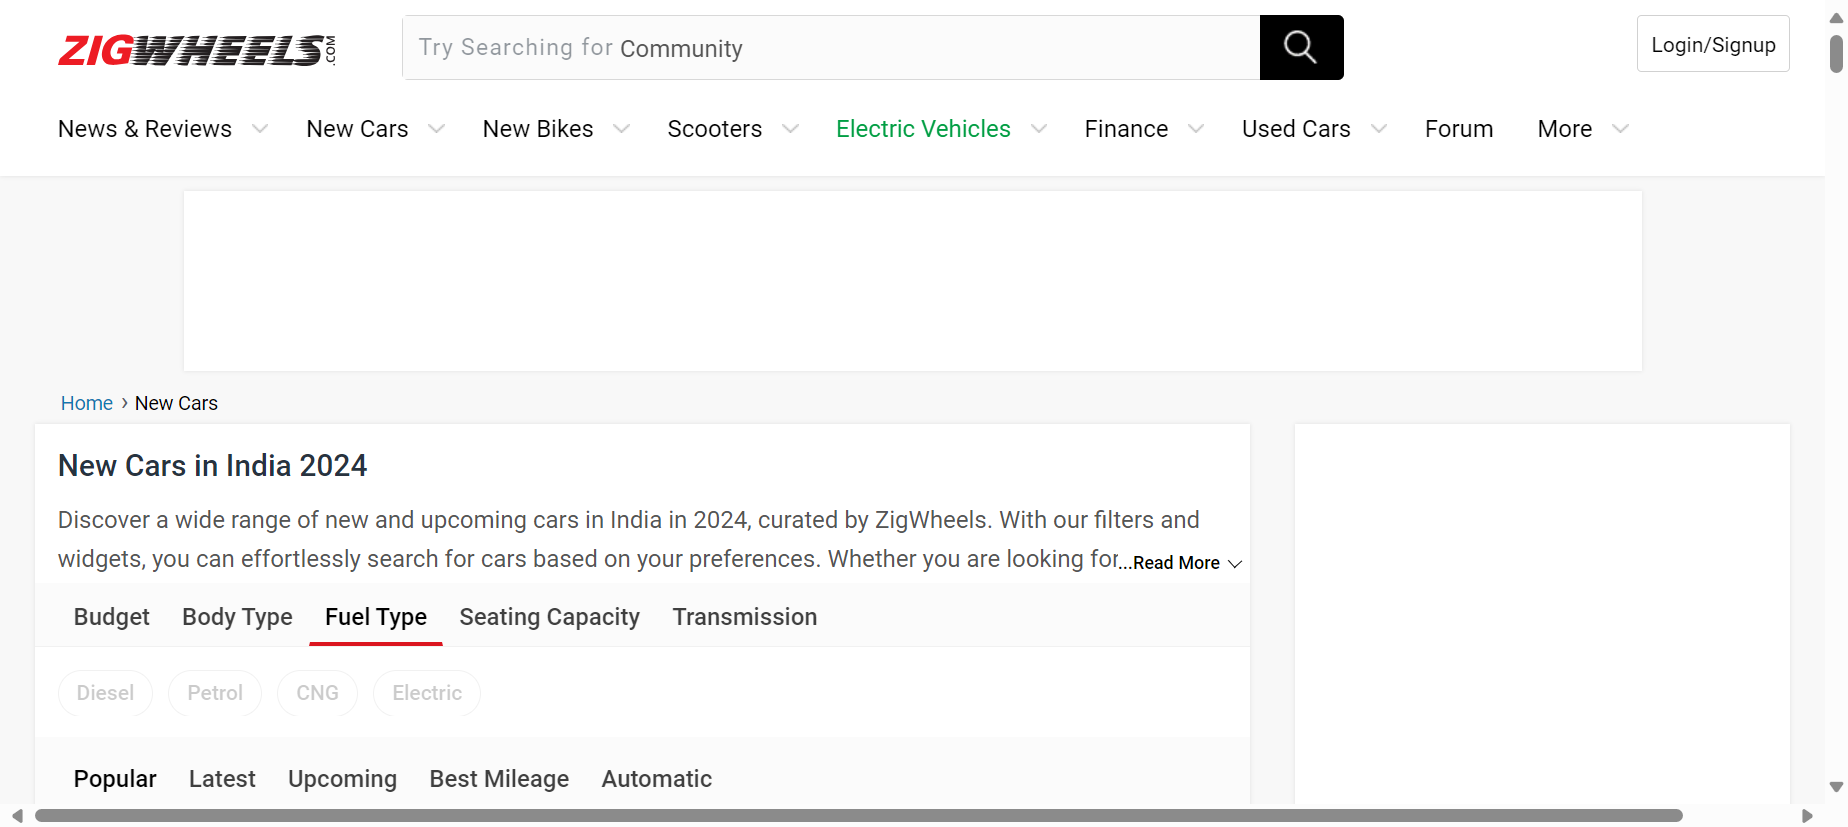 ZIGWHEELS.COM
Try Searching for Community
Login/Signup
News & Reviews New Cars New Bikes Scooters Electric Vehicles Finance Used Cars Forum More
Home › New Cars
New Cars in India 2024
Discover a wide range of new and upcoming cars in India in 2024, curated by ZigWheels. With our filters and
widgets, you can effortlessly search for cars based on your preferences. Whether you are looking for...Read More
Budget Body Type Fuel Type Seating Capacity Transmission
Diesel Petrol CNG Electric
Popular Latest Upcoming Best Mileage Automatic